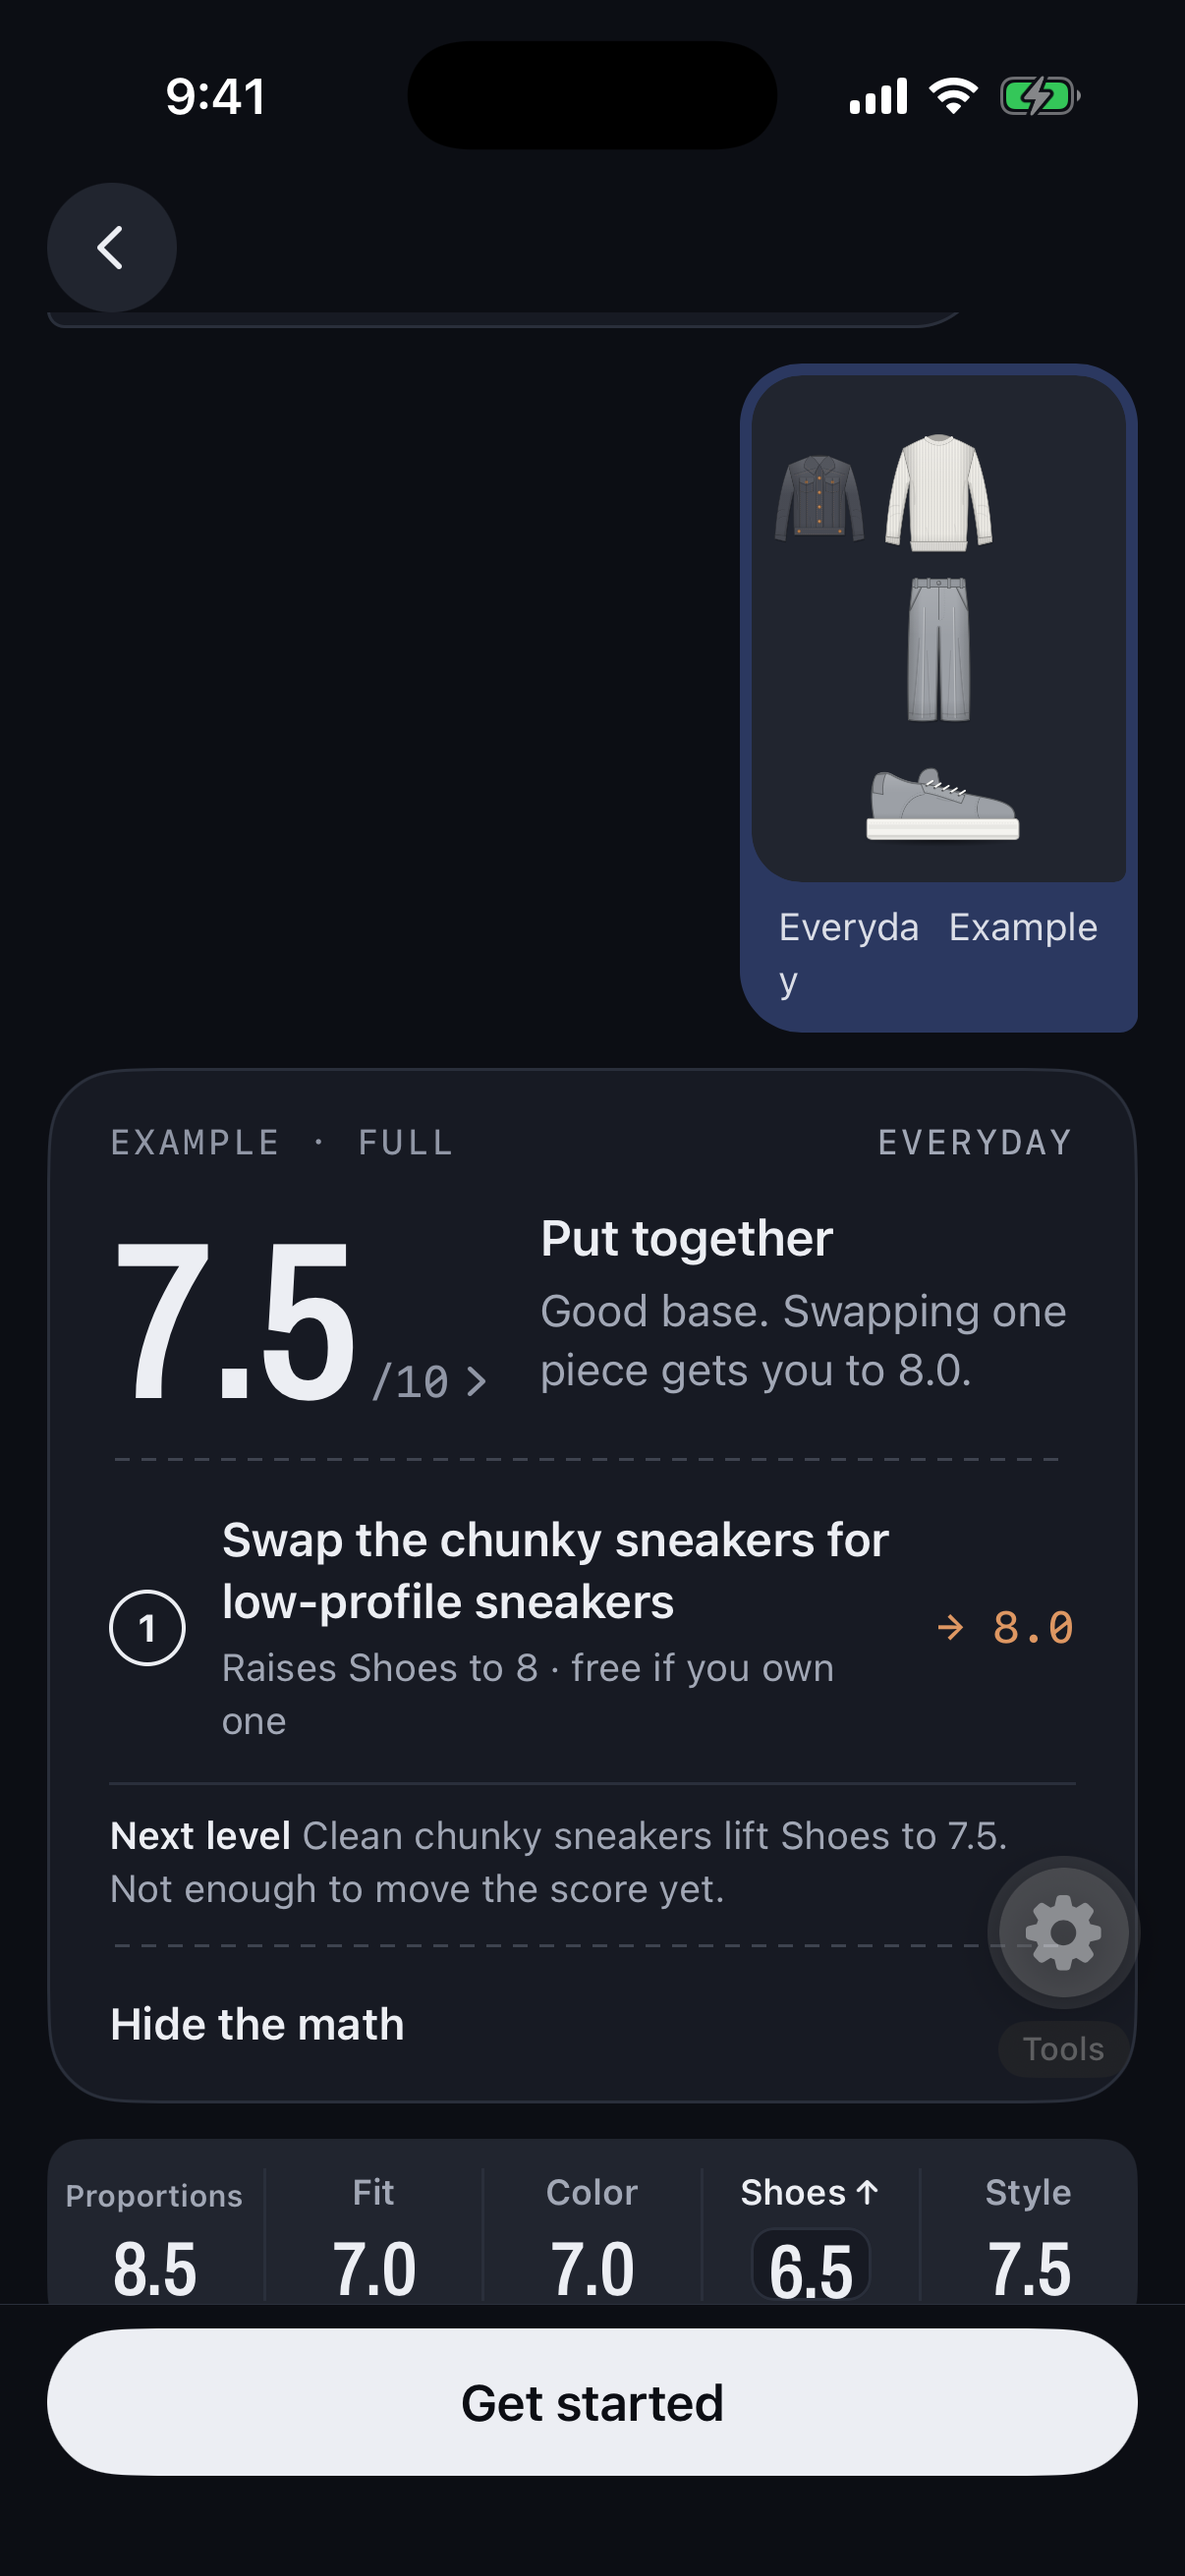 9:41
Everyda Example
y
EXAMPLE · FULL EVERYDAY
7.5 /10 >
Put together
Good base. Swapping one
piece gets you to 8.0.
1
Swap the chunky sneakers for
low-profile sneakers
Raises Shoes to 8 · free if you own
one
→ 8.0
Next level Clean chunky sneakers lift Shoes to 7.5.
Not enough to move the score yet.
Hide the math
Tools
Proportions Fit Color Shoes ↑ Style
8.5 7.0 7.0 6.5 7.5
Get started